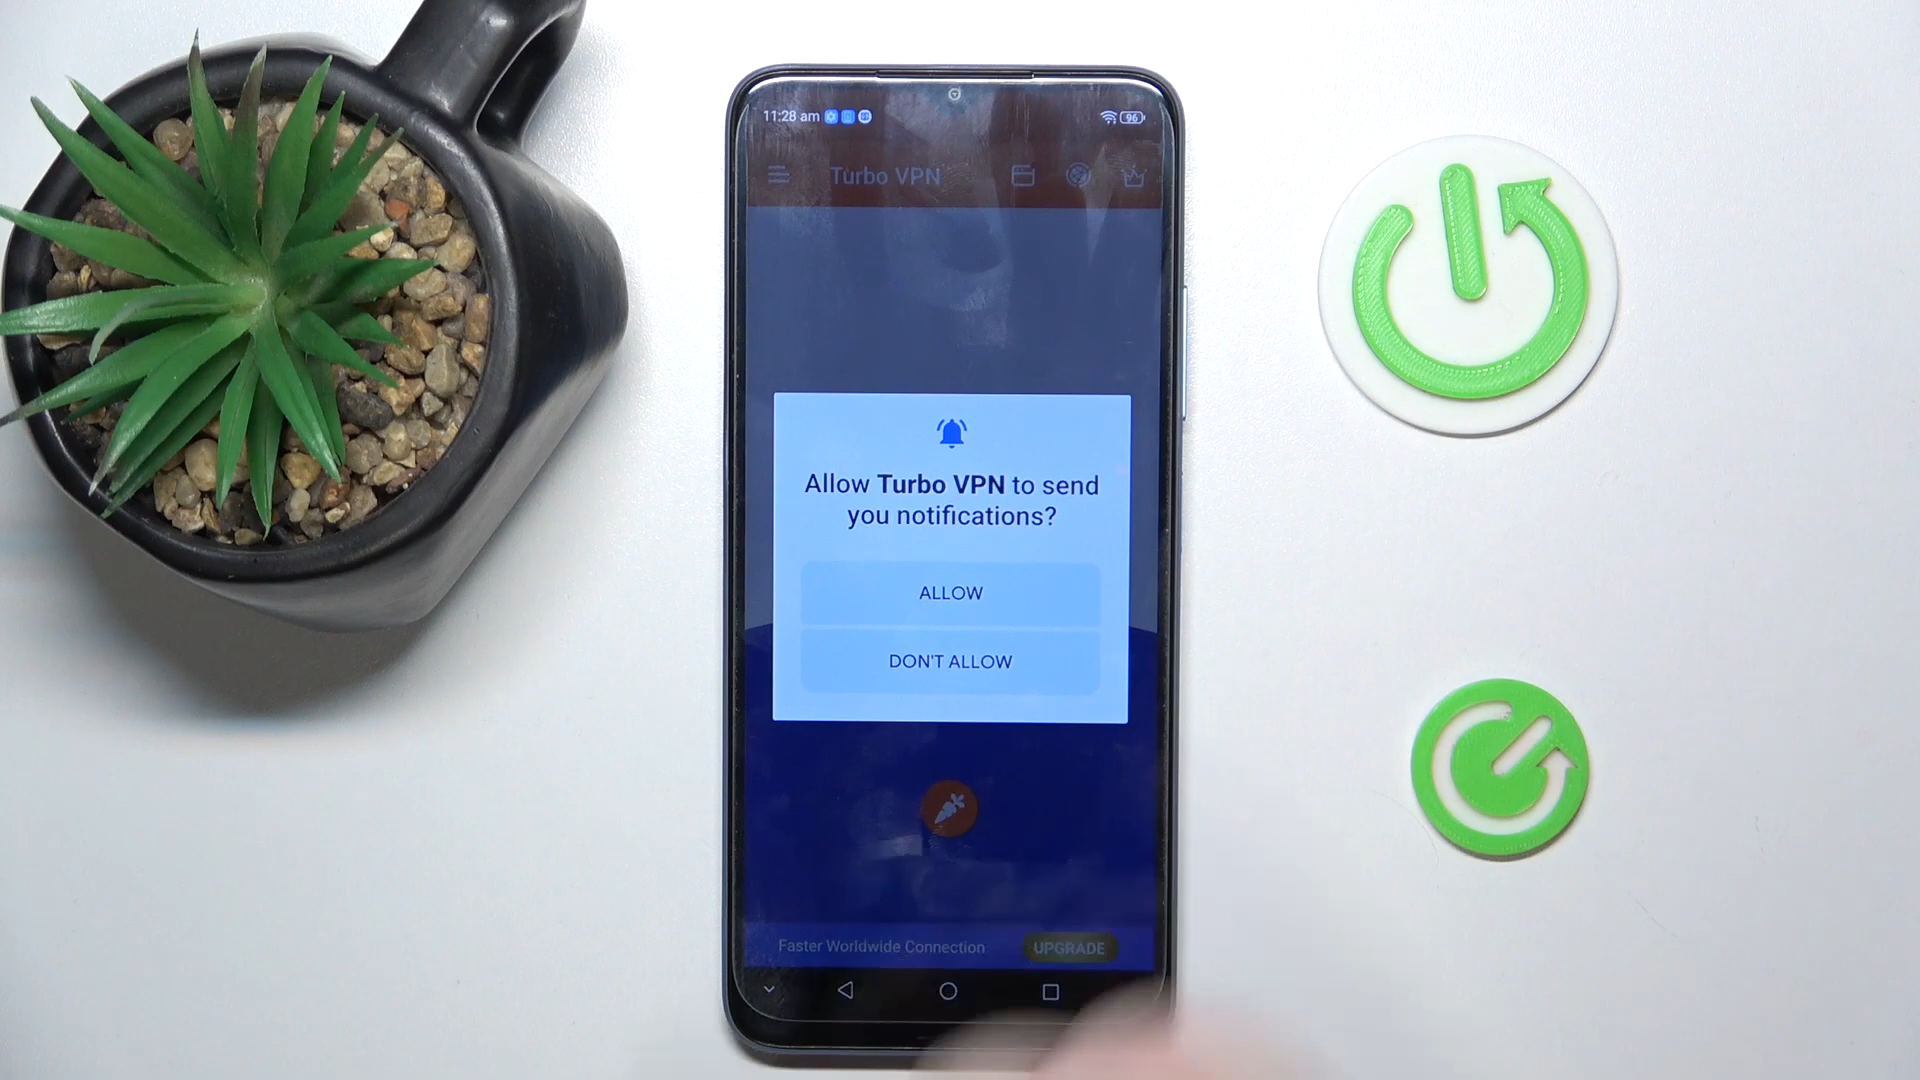 11:28 am
96
Turbo VPN
Allow Turbo VPN to send
you notifications?
ALLOW
DON'T ALLOW
Faster Worldwide Connection
UPGRADE